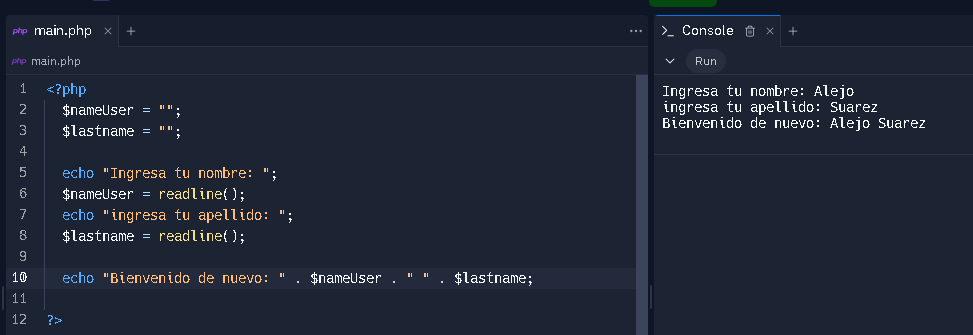 php main.php × +
php main.php
1 <?php
2 $nameUser = "";
3 $lastname = "";
4
5 echo "Ingresa tu nombre: ";
6 $nameUser = readline();
7 echo "ingresa tu apellido: ";
8 $lastname = readline();
9
10 echo "Bienvenido de nuevo: " . $nameUser . " " . $lastname;
11
12 ?>
>_ Console × +
Run
Ingresa tu nombre: Alejo
ingresa tu apellido: Suarez
Bienvenido de nuevo: Alejo Suarez